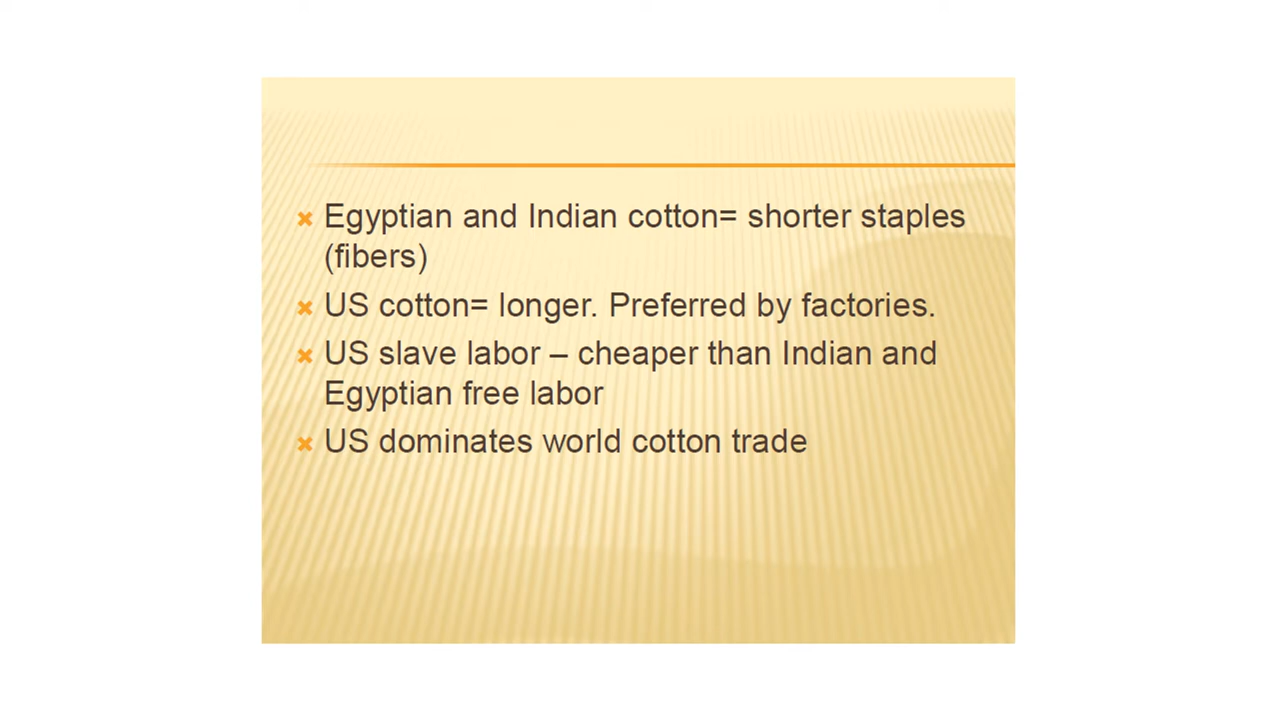 Egyptian and Indian cotton= shorter staples
(fibers)
US cotton= longer. Preferred by factories.
US slave labor – cheaper than Indian and
Egyptian free labor
US dominates world cotton trade